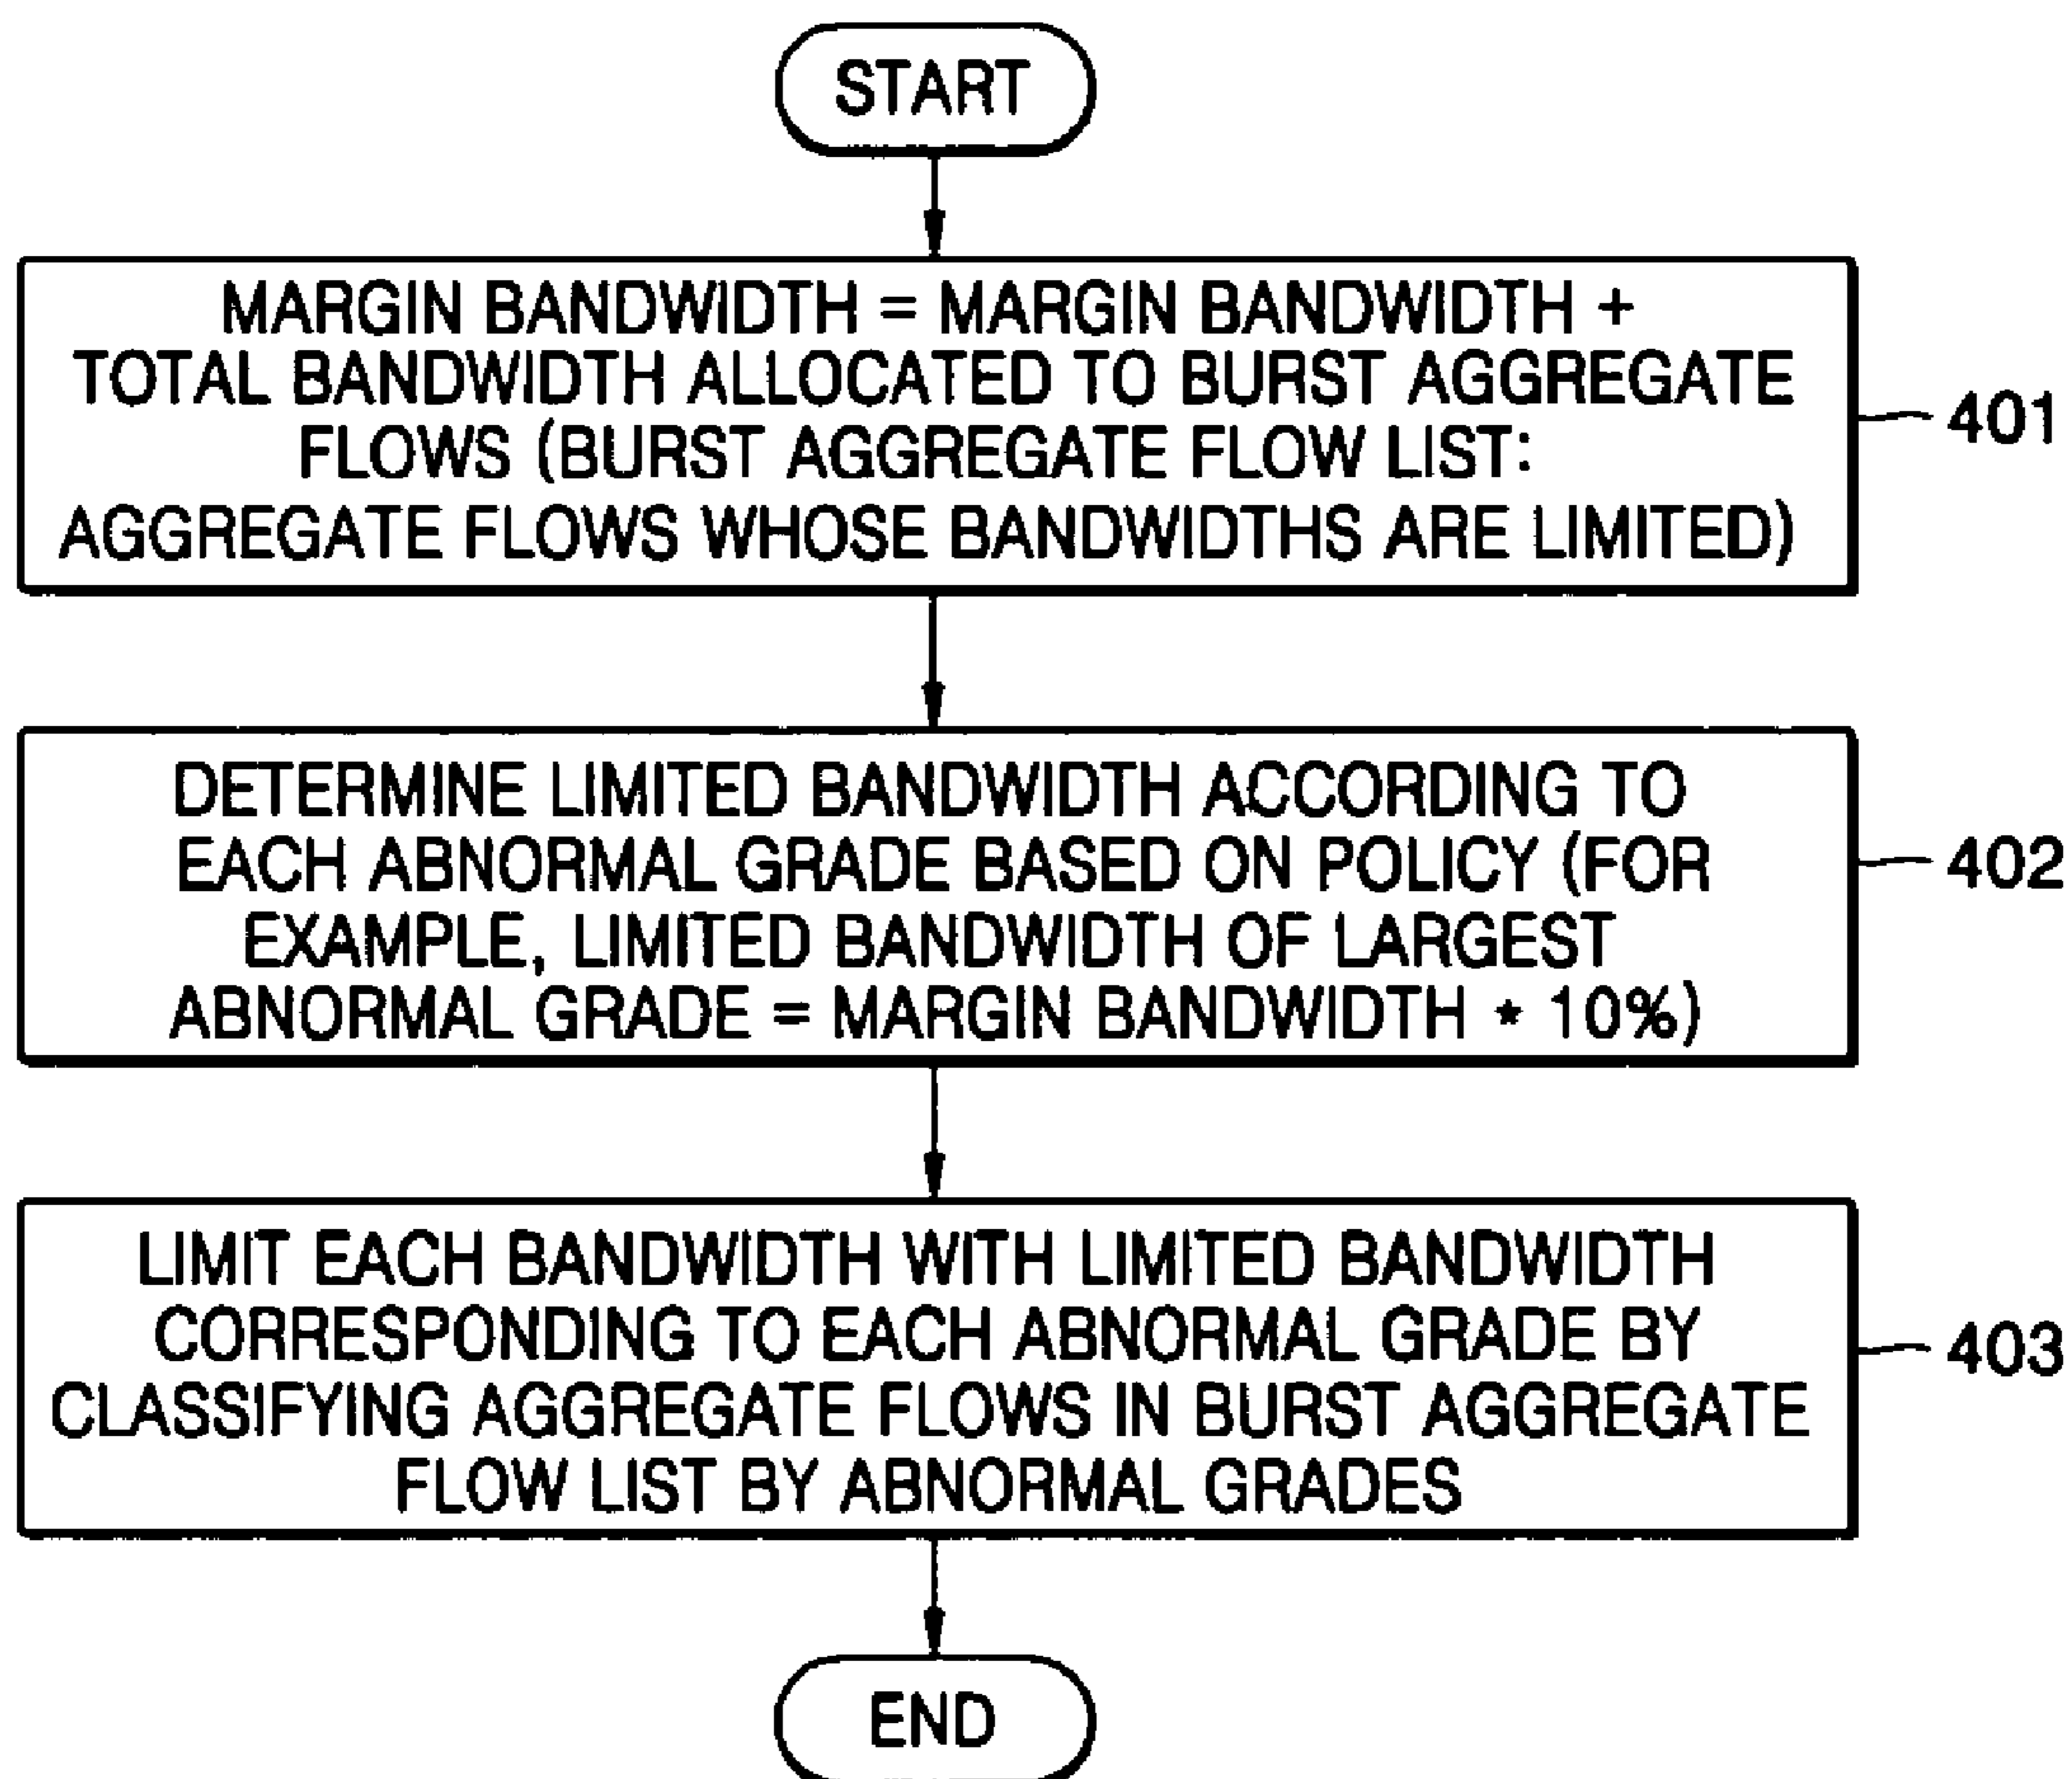 START
MARGIN BANDWIDTH = MARGIN BANDWIDTH +
TOTAL BANDWIDTH ALLOCATED TO BURST AGGREGATE
FLOWS (BURST AGGREGATE FLOW LIST:
AGGREGATE FLOWS WHOSE BANDWIDTHS ARE LIMITED)
401
DETERMINE LIMITED BANDWIDTH ACCORDING TO
EACH ABNORMAL GRADE BASED ON POLICY (FOR
EXAMPLE, LIMITED BANDWIDTH OF LARGEST
ABNORMAL GRADE = MARGIN BANDWIDTH * 10%)
402
LIMIT EACH BANDWIDTH WITH LIMITED BANDWIDTH
CORRESPONDING TO EACH ABNORMAL GRADE BY
CLASSIFYING AGGREGATE FLOWS IN BURST AGGREGATE
FLOW LIST BY ABNORMAL GRADES
403
END